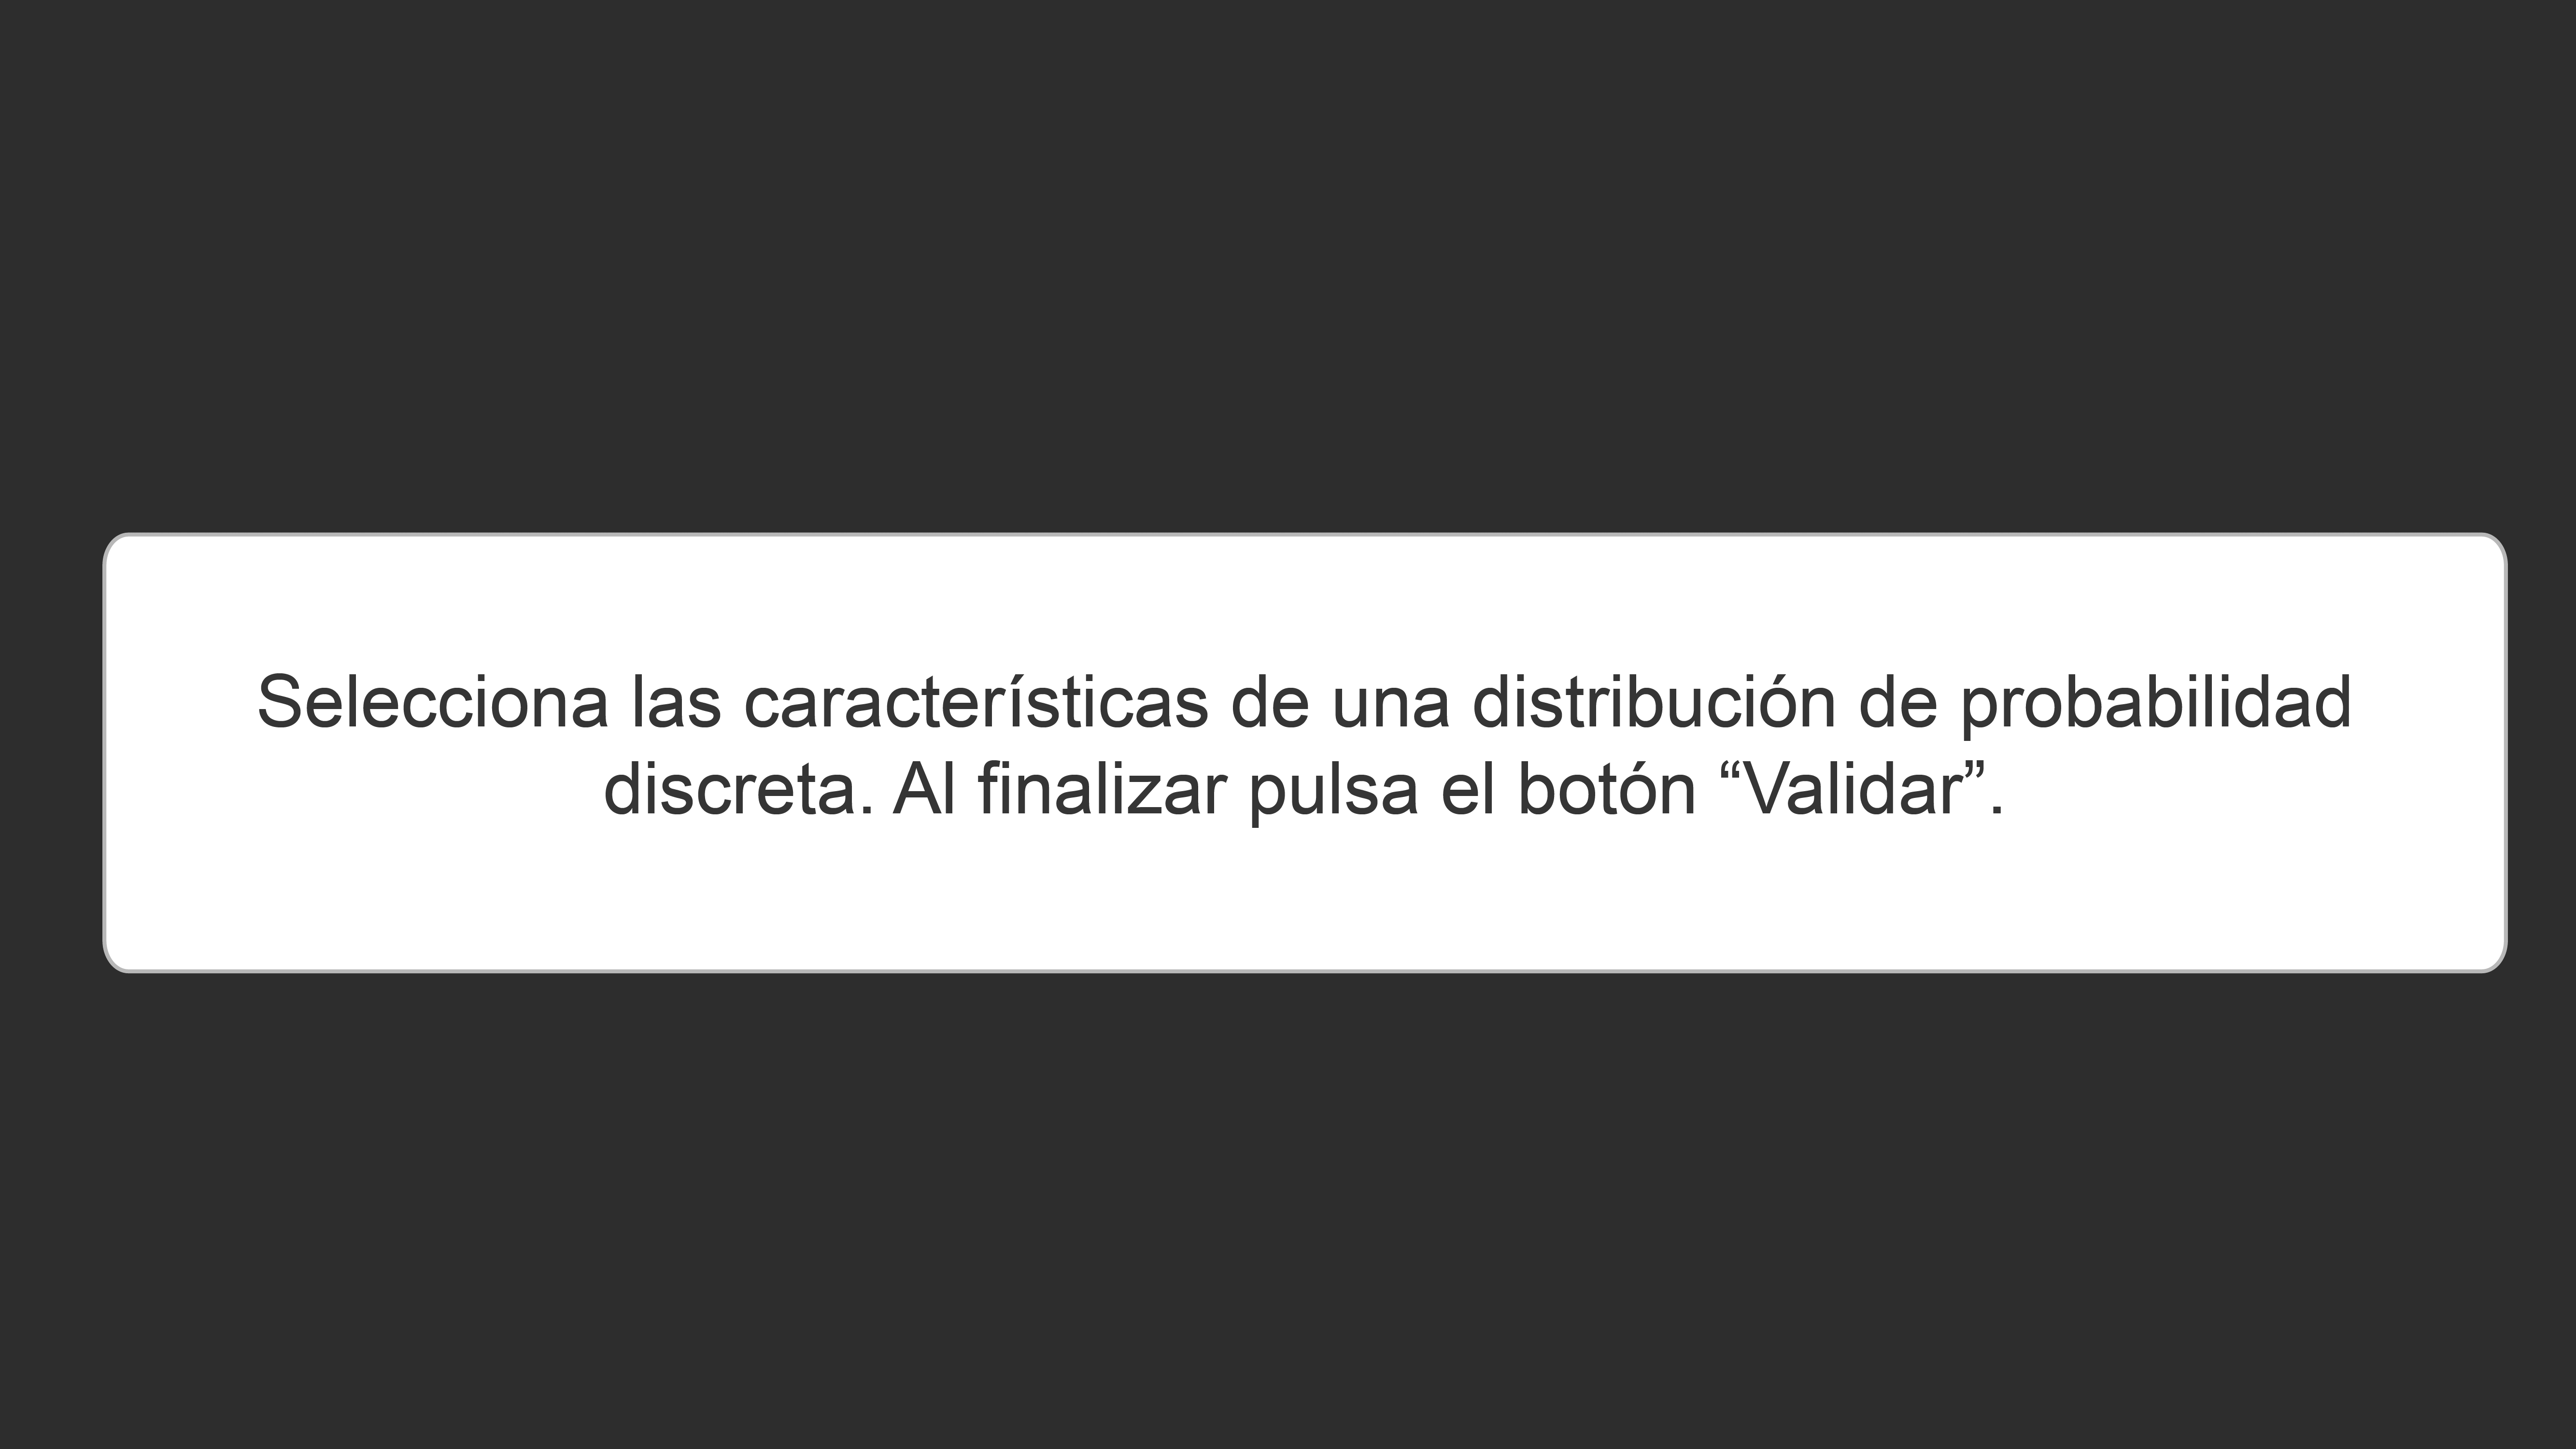 Selecciona las características de una distribución de probabilidad
discreta. Al finalizar pulsa el botón “Validar”.